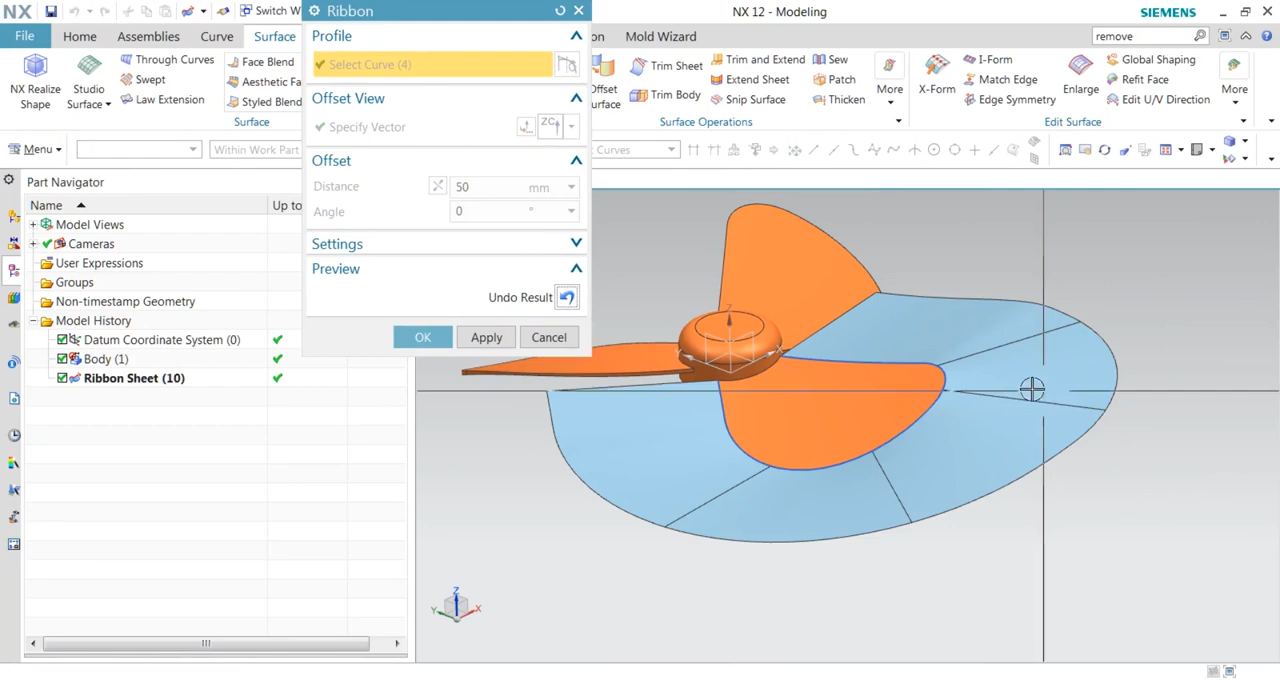 NX
Switch W
Ribbon
NX 12 - Modeling
SIEMENS
File
Home
Assemblies
Curve
Surface
on
Mold Wizard
remove
Profile
Select Curve (4)
Offset View
Specify Vector
ZC
Offset
Distance
50
mm
Angle
0
°
Settings
Preview
Undo Result
OK
Apply
Cancel
NX Realize
Shape
Studio
Surface
Through Curves
Swept
Law Extension
Face Blend
Aesthetic Fa
Styled Blend
Surface
Offset
urface
Trim Sheet
Trim Body
Trim and Extend
Extend Sheet
Snip Surface
Sew
Patch
Thicken
More
Surface Operations
X-Form
I-Form
Match Edge
Edge Symmetry
Enlarge
Global Shaping
Refit Face
Edit U/V Direction
More
Edit Surface
Menu
Within Work Part
Curves
Part Navigator
Name
Up to
Model Views
Cameras
User Expressions
Groups
Non-timestamp Geometry
Model History
Datum Coordinate System (0)
Body (1)
Ribbon Sheet (10)
Z
X
Z
Y
X